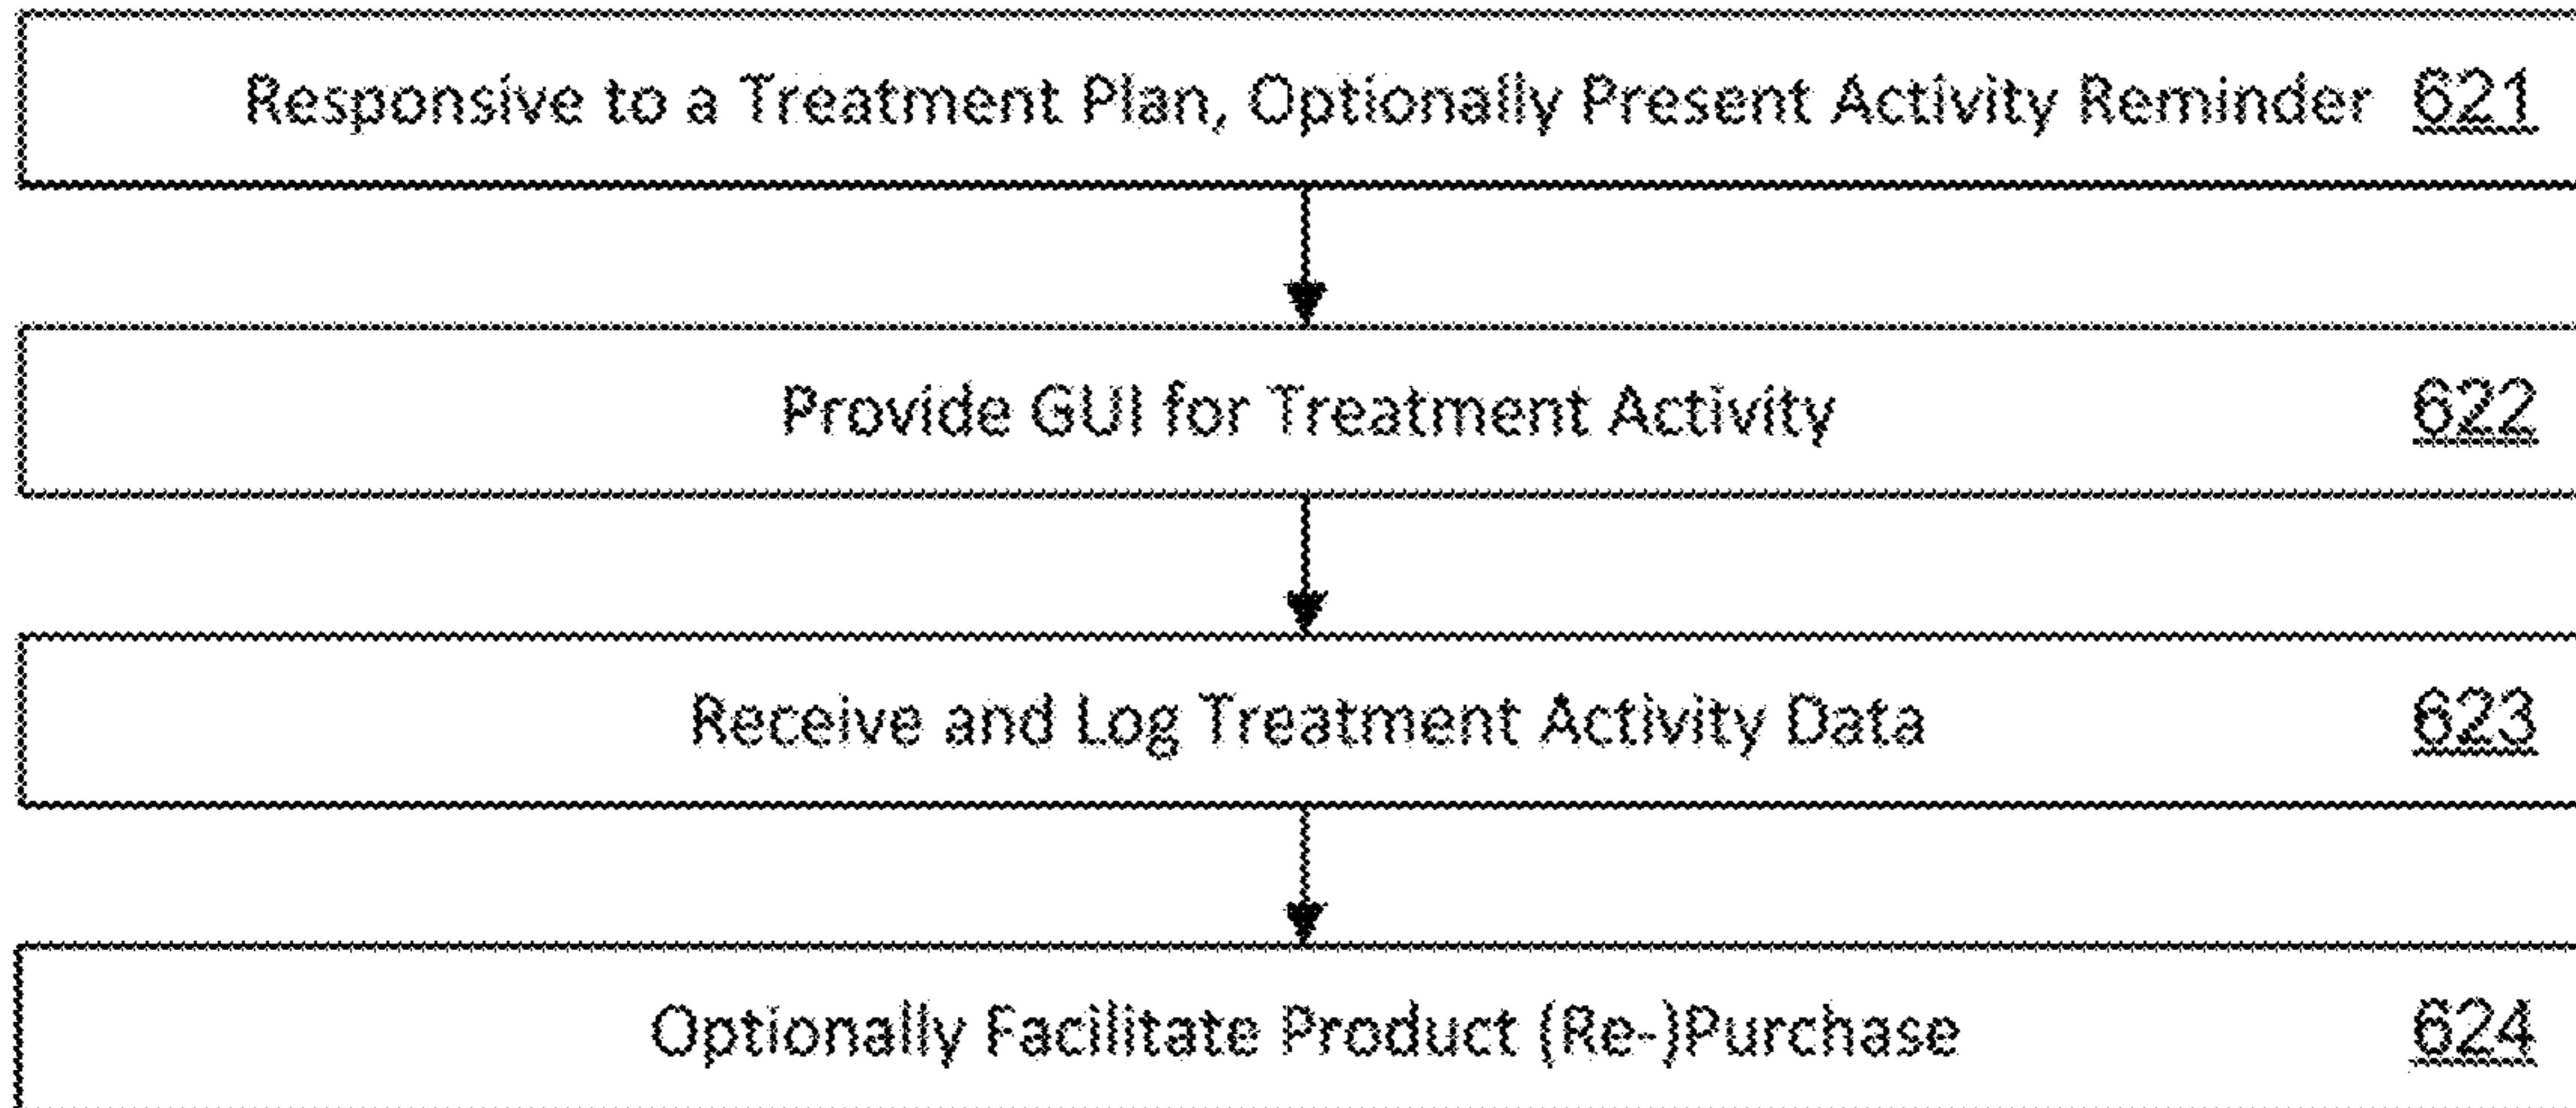 Responsive to a Treatment Plan, Optionally Present Activity Reminder 621
Provide GUI for Treatment Activity 622
Receive and Log Treatment Activity Data 623
Optionally Facilitate Product (Re-)Purchase 624